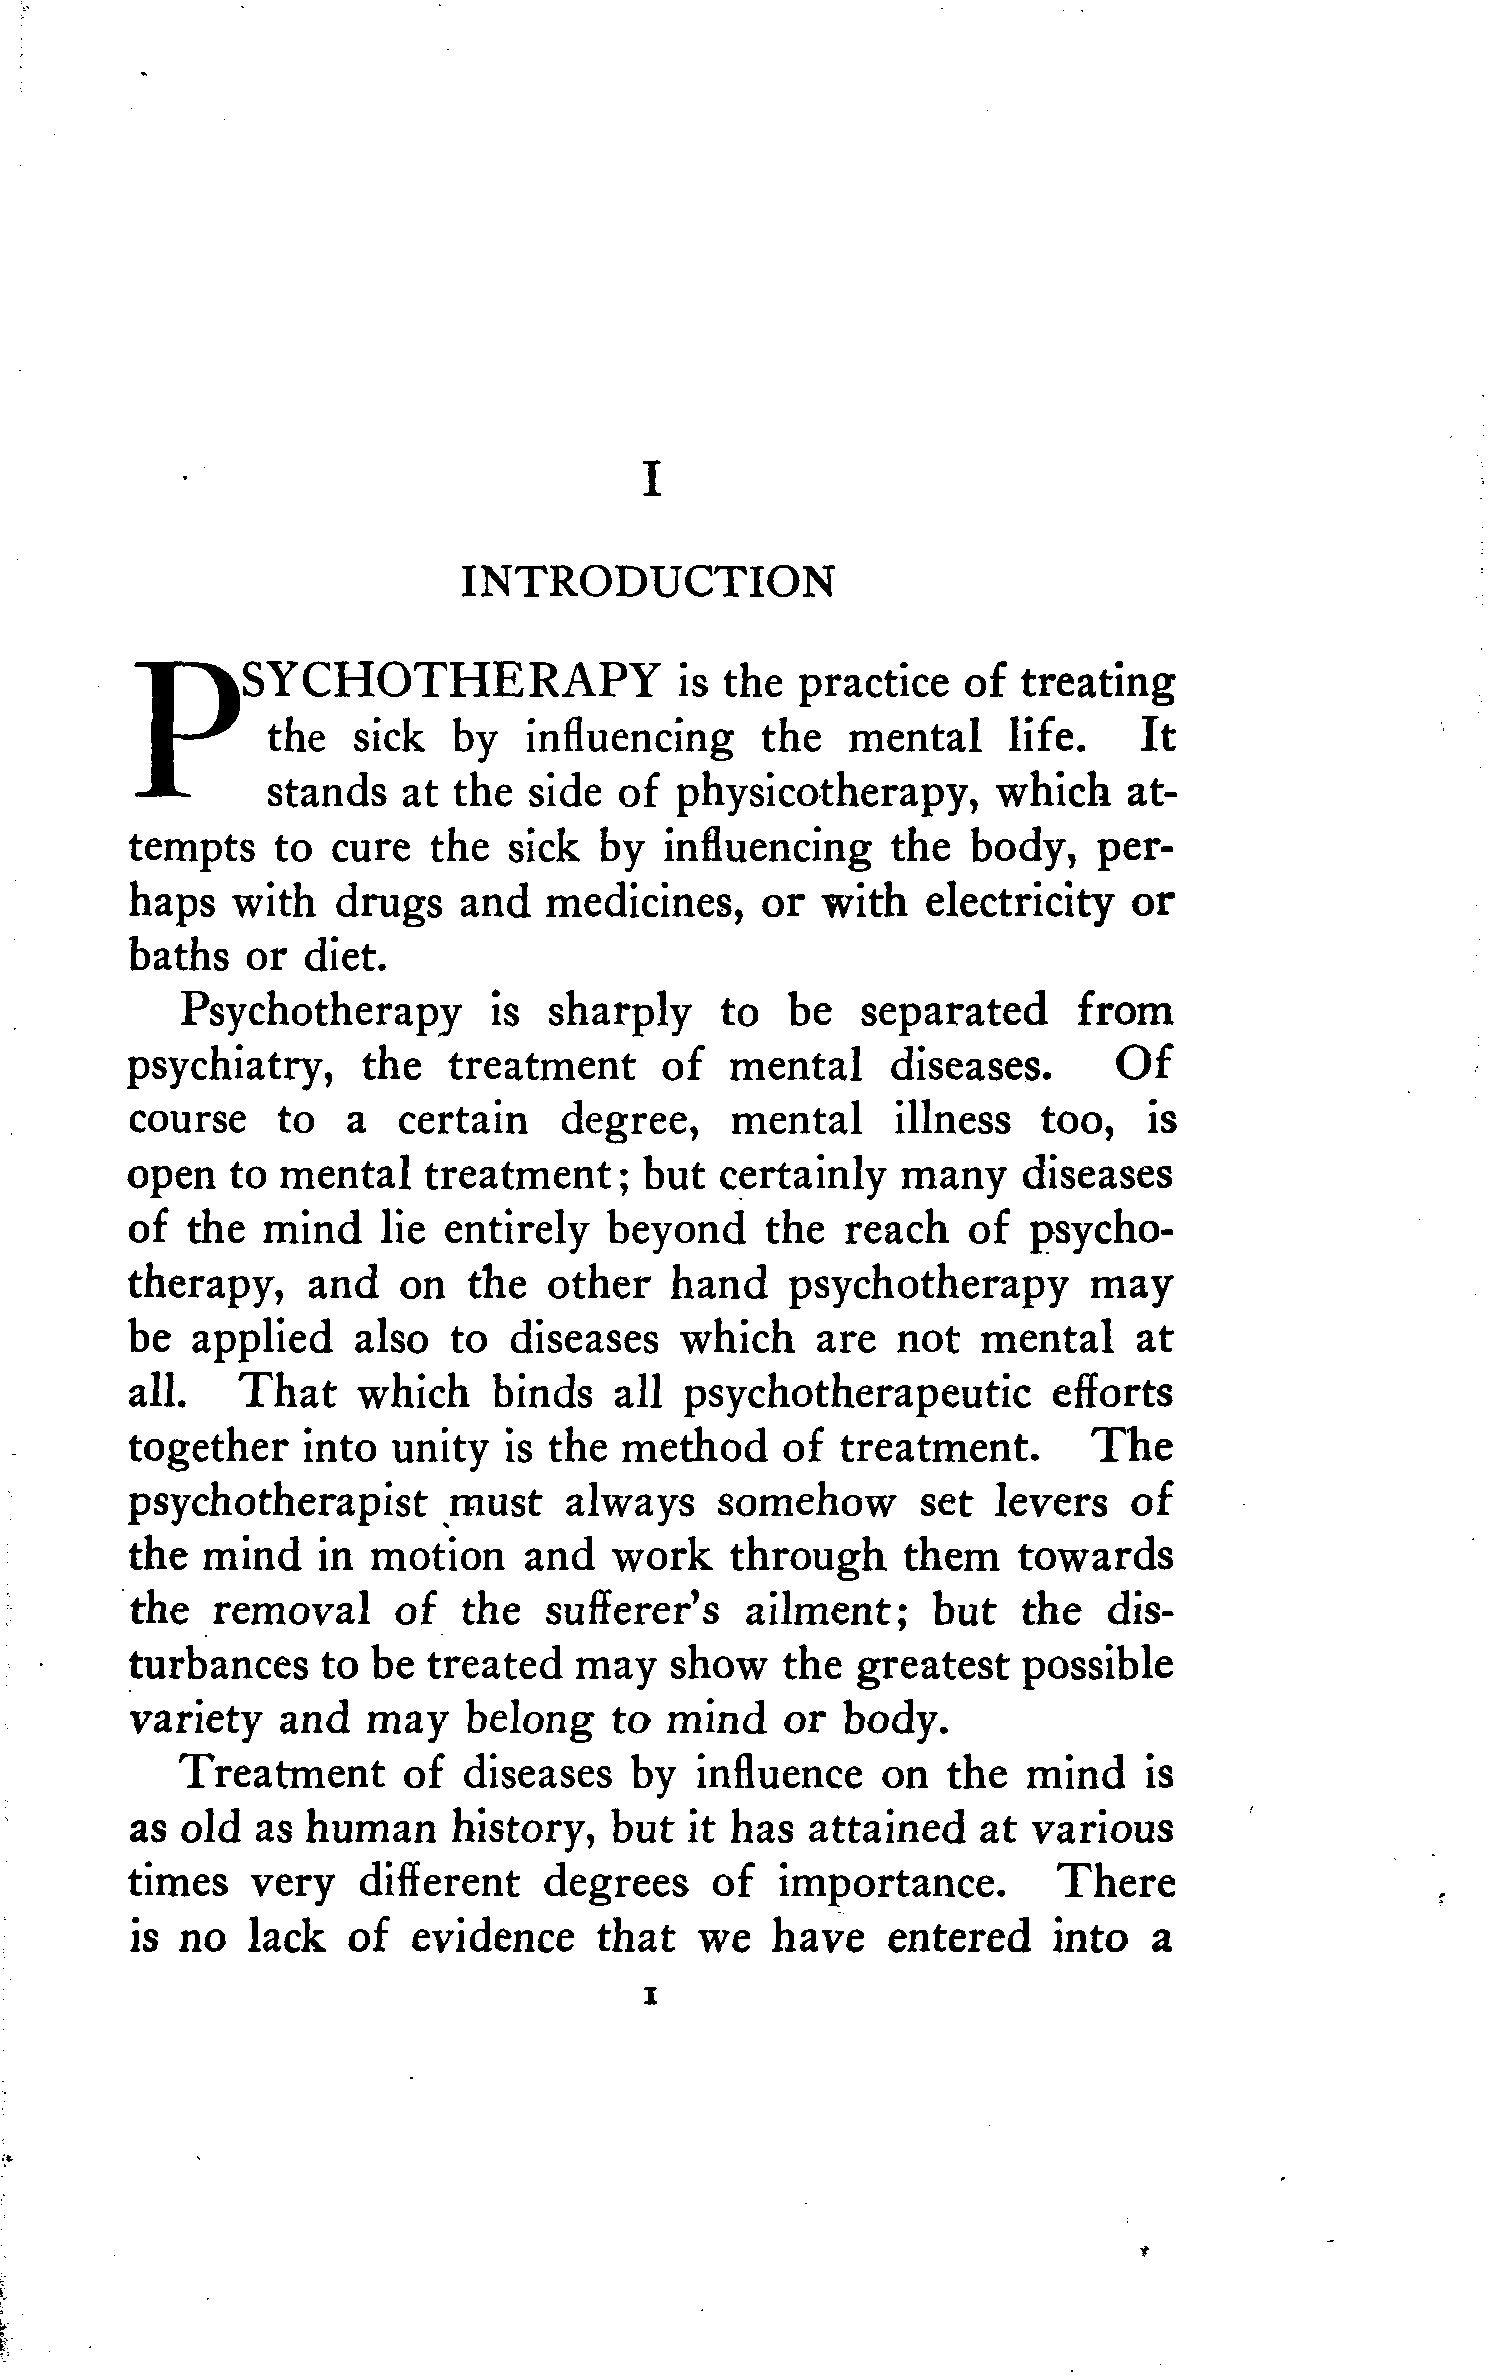 I
INTRODUCTION
PSYCHOTHERAPY is the practice of treating
the sick by influencing the mental life. It
stands at the side of physicotherapy, which at-
tempts to cure the sick by influencing the body, per-
haps with drugs and medicines, or with electricity or
baths or diet.
Psychotherapy is sharply to be separated from
psychiatry, the treatment of mental diseases. Of
course to a certain degree, mental illness too, is
open to mental treatment; but certainly many diseases
of the mind lie entirely beyond the reach of psycho-
therapy, and on the other hand psychotherapy may
be applied also to diseases which are not mental at
all. That which binds all psychotherapeutic efforts
together into unity is the method of treatment. The
psychotherapist must always somehow set levers of
the mind in motion and work through them towards
the removal of the sufferer's ailment; but the dis-
turbances to be treated may show the greatest possible
variety and may belong to mind or body.
Treatment of diseases by influence on the mind is
as old as human history, but it has attained at various
times very different degrees of importance. There
is no lack of evidence that we have entered into a
1